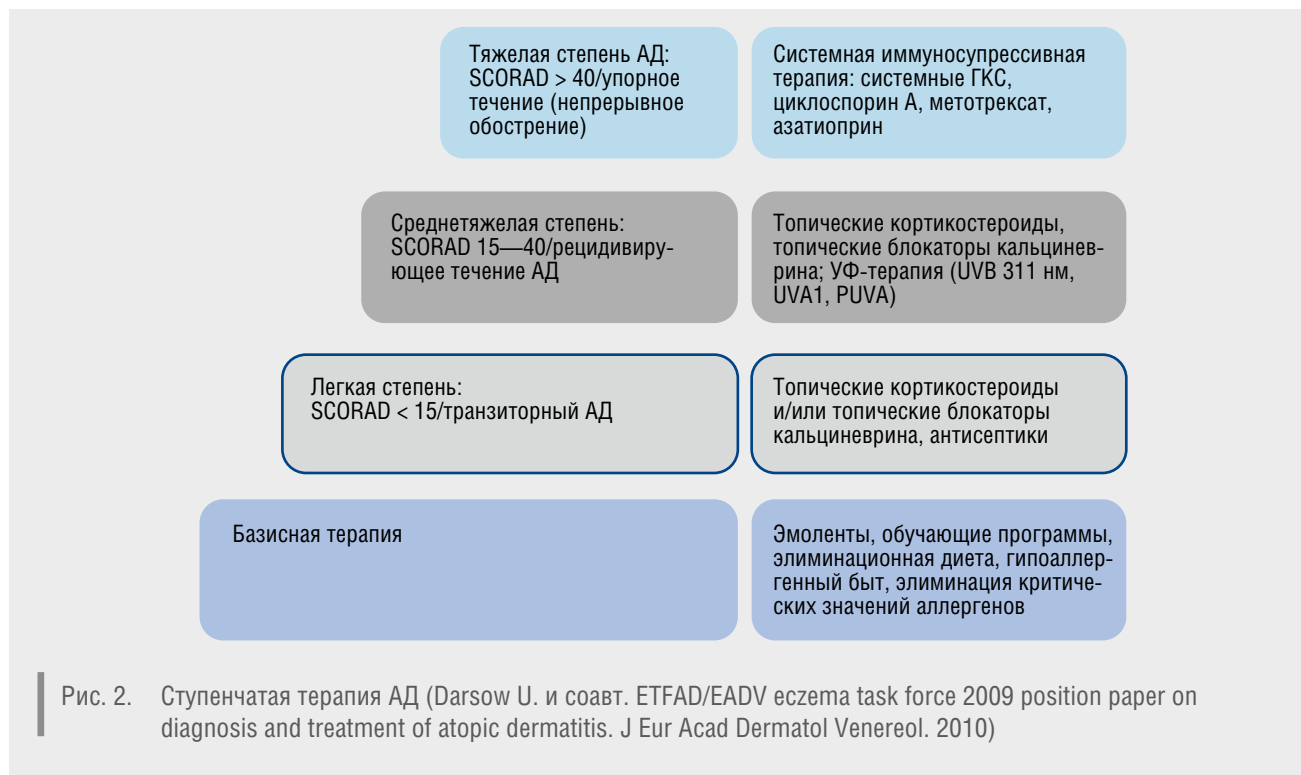 Тяжелая степень АД:
SCORAD > 40/упорное
течение (непрерывное
обострение)
Системная иммуносупрессивная
терапия: системные ГКС,
циклоспорин А, метотрексат,
азатиоприн
Среднетяжелая степень:
SCORAD 15—40/рецидивиру-
ющее течение АД
Топические кортикостероиды,
топические блокаторы кальцинев-
рина; УФ-терапия (UVB 311 нм,
UVA1, PUVA)
Легкая степень:
SCORAD < 15/транзиторный АД
Топические кортикостероиды
и/или топические блокаторы
кальциневрина, антисептики
Базисная терапия
Эмоленты, обучающие программы,
элиминационная диета, гипоаллер-
генный быт, элиминация критиче-
ских значений аллергенов
Рис. 2. Ступенчатая терапия АД (Darsow U. и соавт. ETFAD/EADV eczema task force 2009 position paper on
diagnosis and treatment of atopic dermatitis. J Eur Acad Dermatol Venereol. 2010)